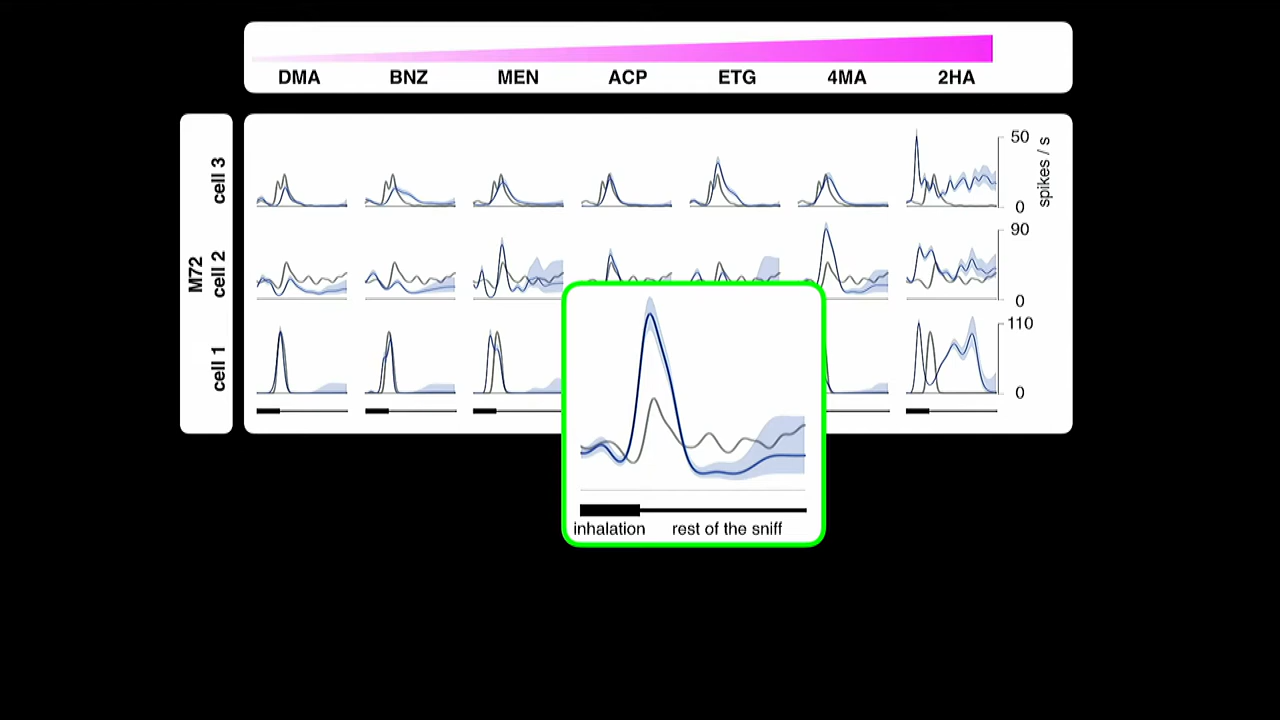 DMA BNZ MEN ACP ETG 4MA 2HA
M72
cell 3
cell 2
cell 1
50
0
spikes / s
90
0
110
0
inhalation rest of the sniff